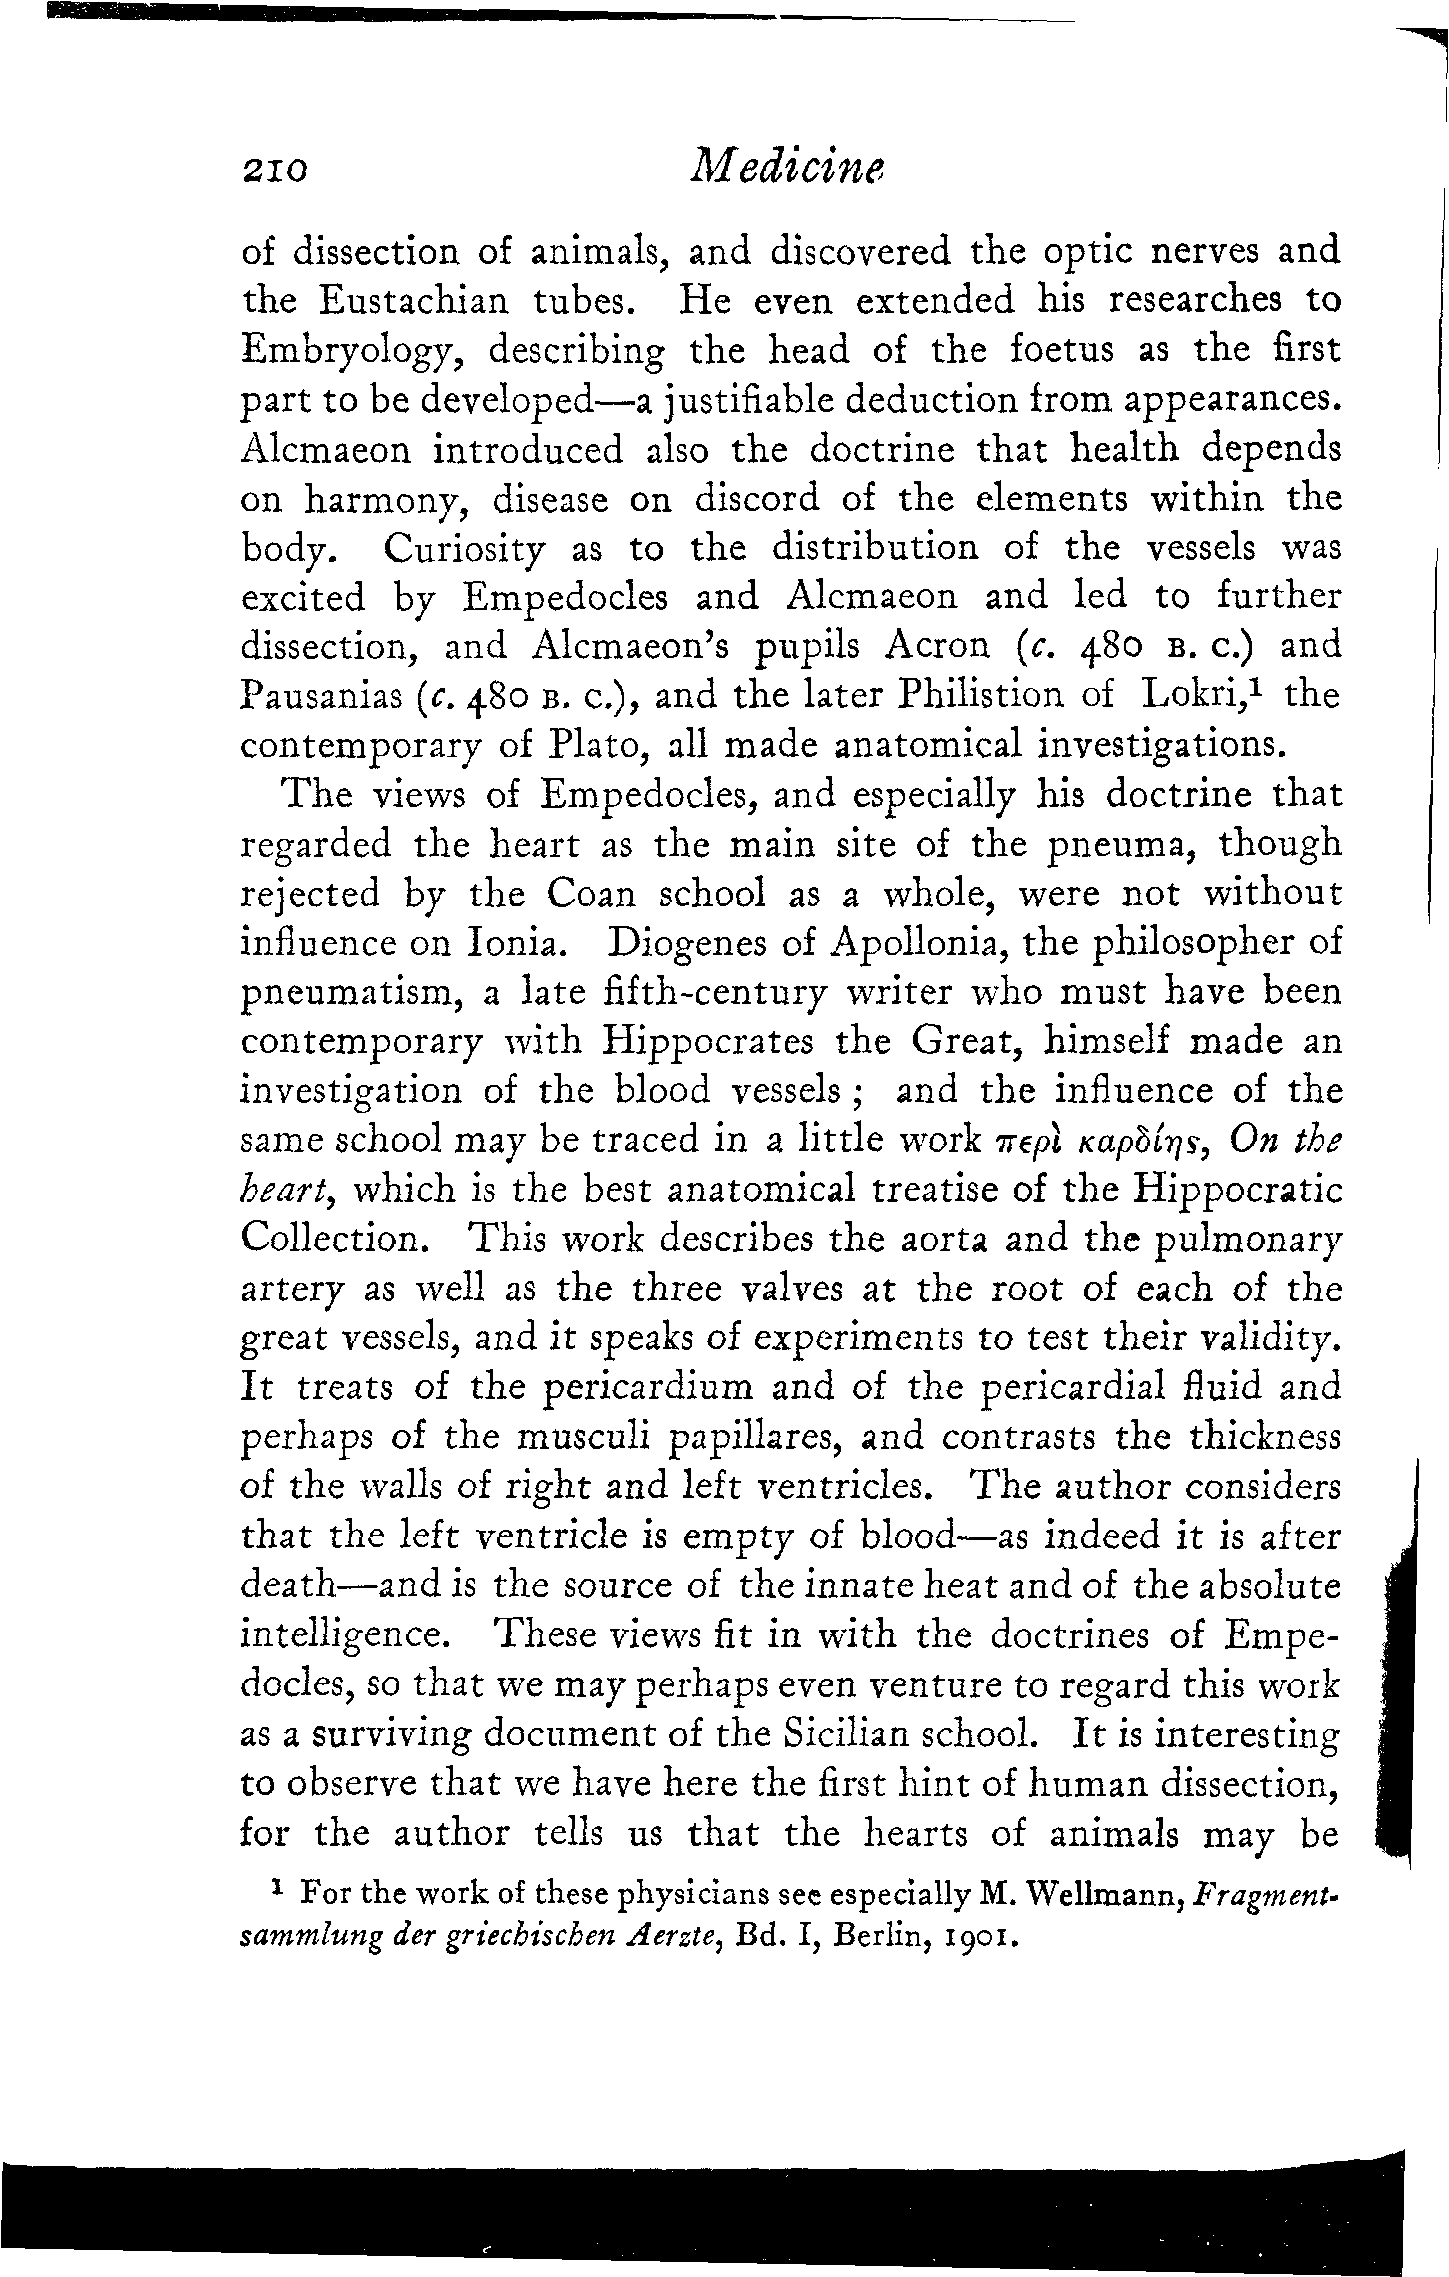 210 Medicine
of dissection of animals, and discovered the optic nerves and
the Eustachian tubes. He even extended his researches to
Embryology, describing the head of the foetus as the first
part to be developed—a justifiable deduction from appearances.
Alcmaeon introduced also the doctrine that health depends
on harmony, disease on discord of the elements within the
body. Curiosity as to the distribution of the vessels was
excited by Empedocles and Alcmaeon and led to further
dissection, and Alcmaeon's pupils Acron (c. 480 B. C.) and
Pausanias (c. 480 B. C.), and the later Philistion of Lokri,¹ the
contemporary of Plato, all made anatomical investigations.
The views of Empedocles, and especially his doctrine that
regarded the heart as the main site of the pneuma, though
rejected by the Coan school as a whole, were not without
influence on Ionia. Diogenes of Apollonia, the philosopher of
pneumatism, a late fifth-century writer who must have been
contemporary with Hippocrates the Great, himself made an
investigation of the blood vessels ; and the influence of the
same school may be traced in a little work περὶ καρδίης, On the
heart, which is the best anatomical treatise of the Hippocratic
Collection. This work describes the aorta and the pulmonary
artery as well as the three valves at the root of each of the
great vessels, and it speaks of experiments to test their validity.
It treats of the pericardium and of the pericardial fluid and
perhaps of the musculi papillares, and contrasts the thickness
of the walls of right and left ventricles. The author considers
that the left ventricle is empty of blood—as indeed it is after
death—and is the source of the innate heat and of the absolute
intelligence. These views fit in with the doctrines of Empe-
docles, so that we may perhaps even venture to regard this work
as a surviving document of the Sicilian school. It is interesting
to observe that we have here the first hint of human dissection,
for the author tells us that the hearts of animals may be
¹ For the work of these physicians see especially M. Wellmann, Fragment-
sammlung der griechischen Aerzte, Bd. I, Berlin, 1901.